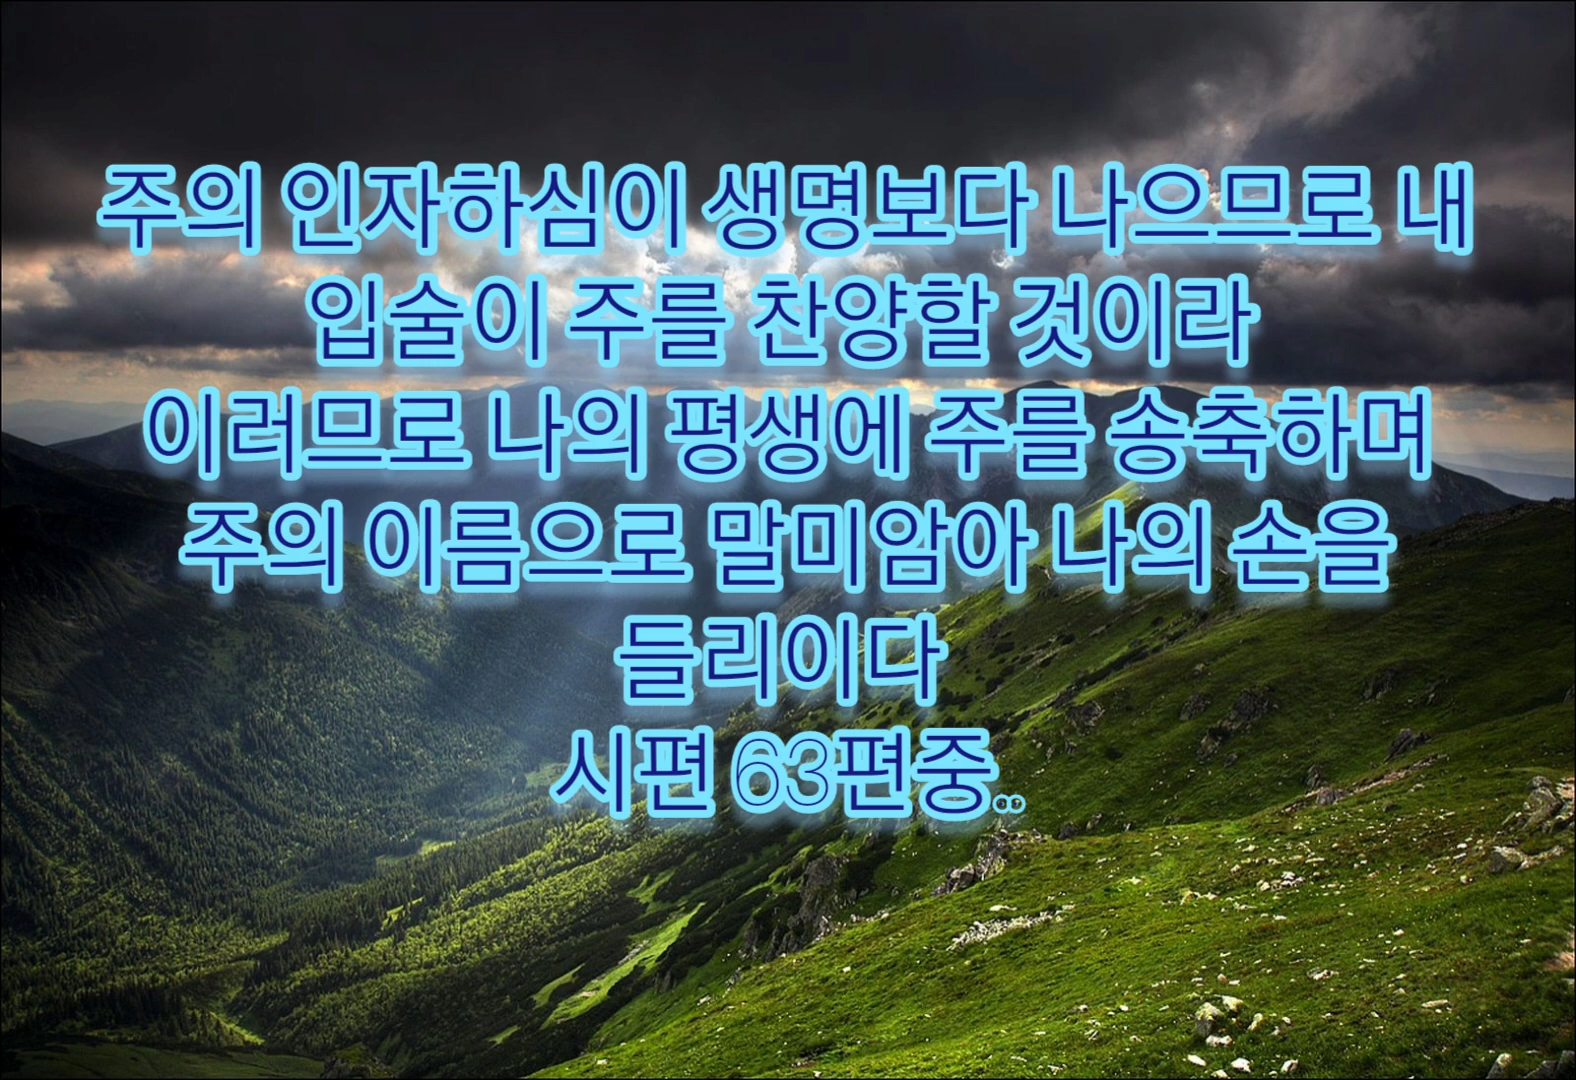 주의 인자하심이 생명보다 나으므로 내
입술이 주를 찬양할 것이라
이러므로 나의 평생에 주를 송축하며
주의 이름으로 말미암아 나의 손을
들리이다
시편 63편중..